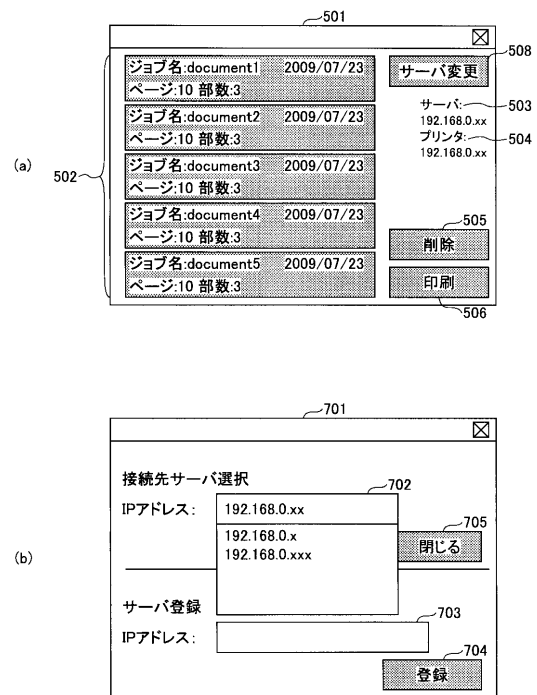 501
508
ジョブ名:document1 2009/07/23
ページ:10 部数:3
サーバ変更
ジョブ名:document2 2009/07/23
ページ:10 部数:3
サーバ: 503
192.168.0.xx
プリンタ: 504
192.168.0.xx
(a)
502
ジョブ名:document3 2009/07/23
ページ:10 部数:3
ジョブ名:document4 2009/07/23
ページ:10 部数:3
505
削除
ジョブ名:document5 2009/07/23
ページ:10 部数:3
印刷
506
701
接続先サーバ選択
702
IPアドレス: 192.168.0.xx
192.168.0.x
192.168.0.xxx
705
閉じる
(b)
サーバ登録
703
IPアドレス:
704
登録